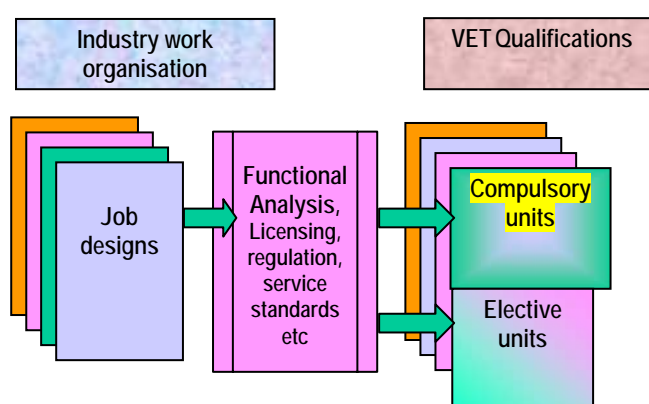 Industry work
organisation
VET Qualifications
Job
designs
Functional
Analysis,
Licensing,
regulation,
service
standards
etc
Compulsory
units
Elective
units